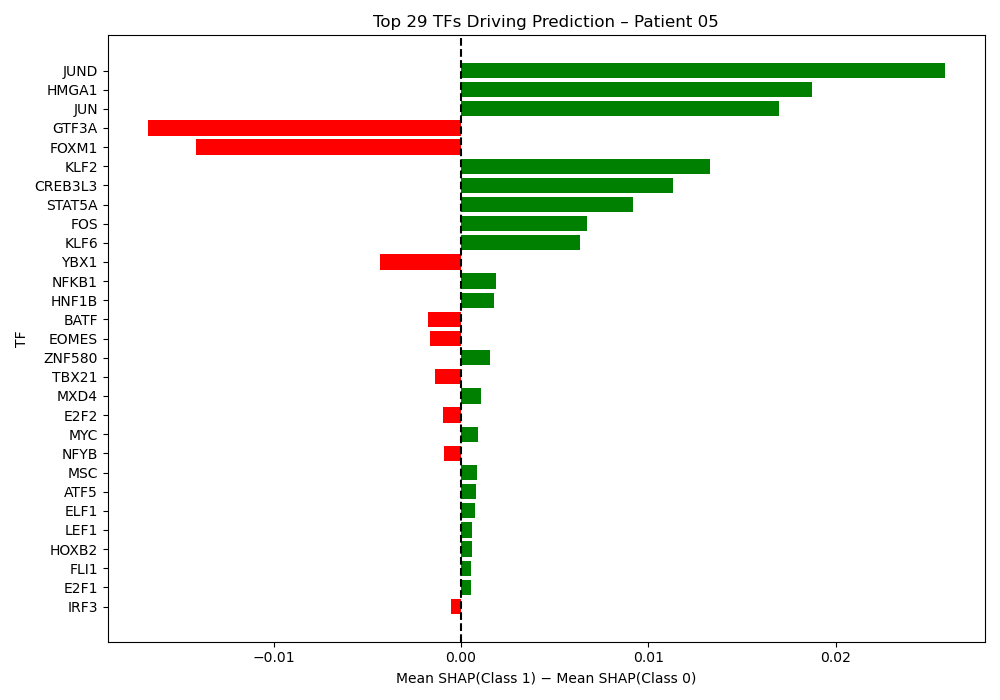 Top 29 TFs Driving Prediction – Patient 05
TF
JUND
HMGA1
JUN
GTF3A
FOXM1
KLF2
CREB3L3
STAT5A
FOS
KLF6
YBX1
NFKB1
HNF1B
BATF
EOMES
ZNF580
TBX21
MXD4
E2F2
MYC
NFYB
MSC
ATF5
ELF1
LEF1
HOXB2
FLI1
E2F1
IRF3
−0.01 0.00 0.01 0.02
Mean SHAP(Class 1) − Mean SHAP(Class 0)